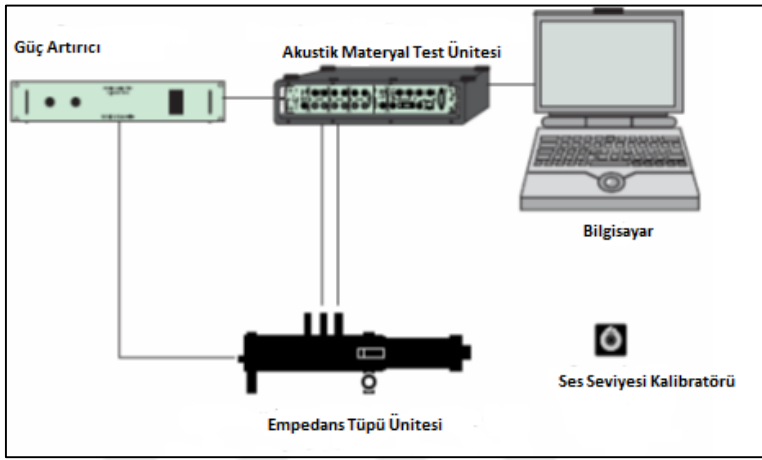 Güç Artırıcı
Akustik Materyal Test Ünitesi
Bilgisayar
Ses Seviyesi Kalibratörü
Empedans Tüpü Ünitesi